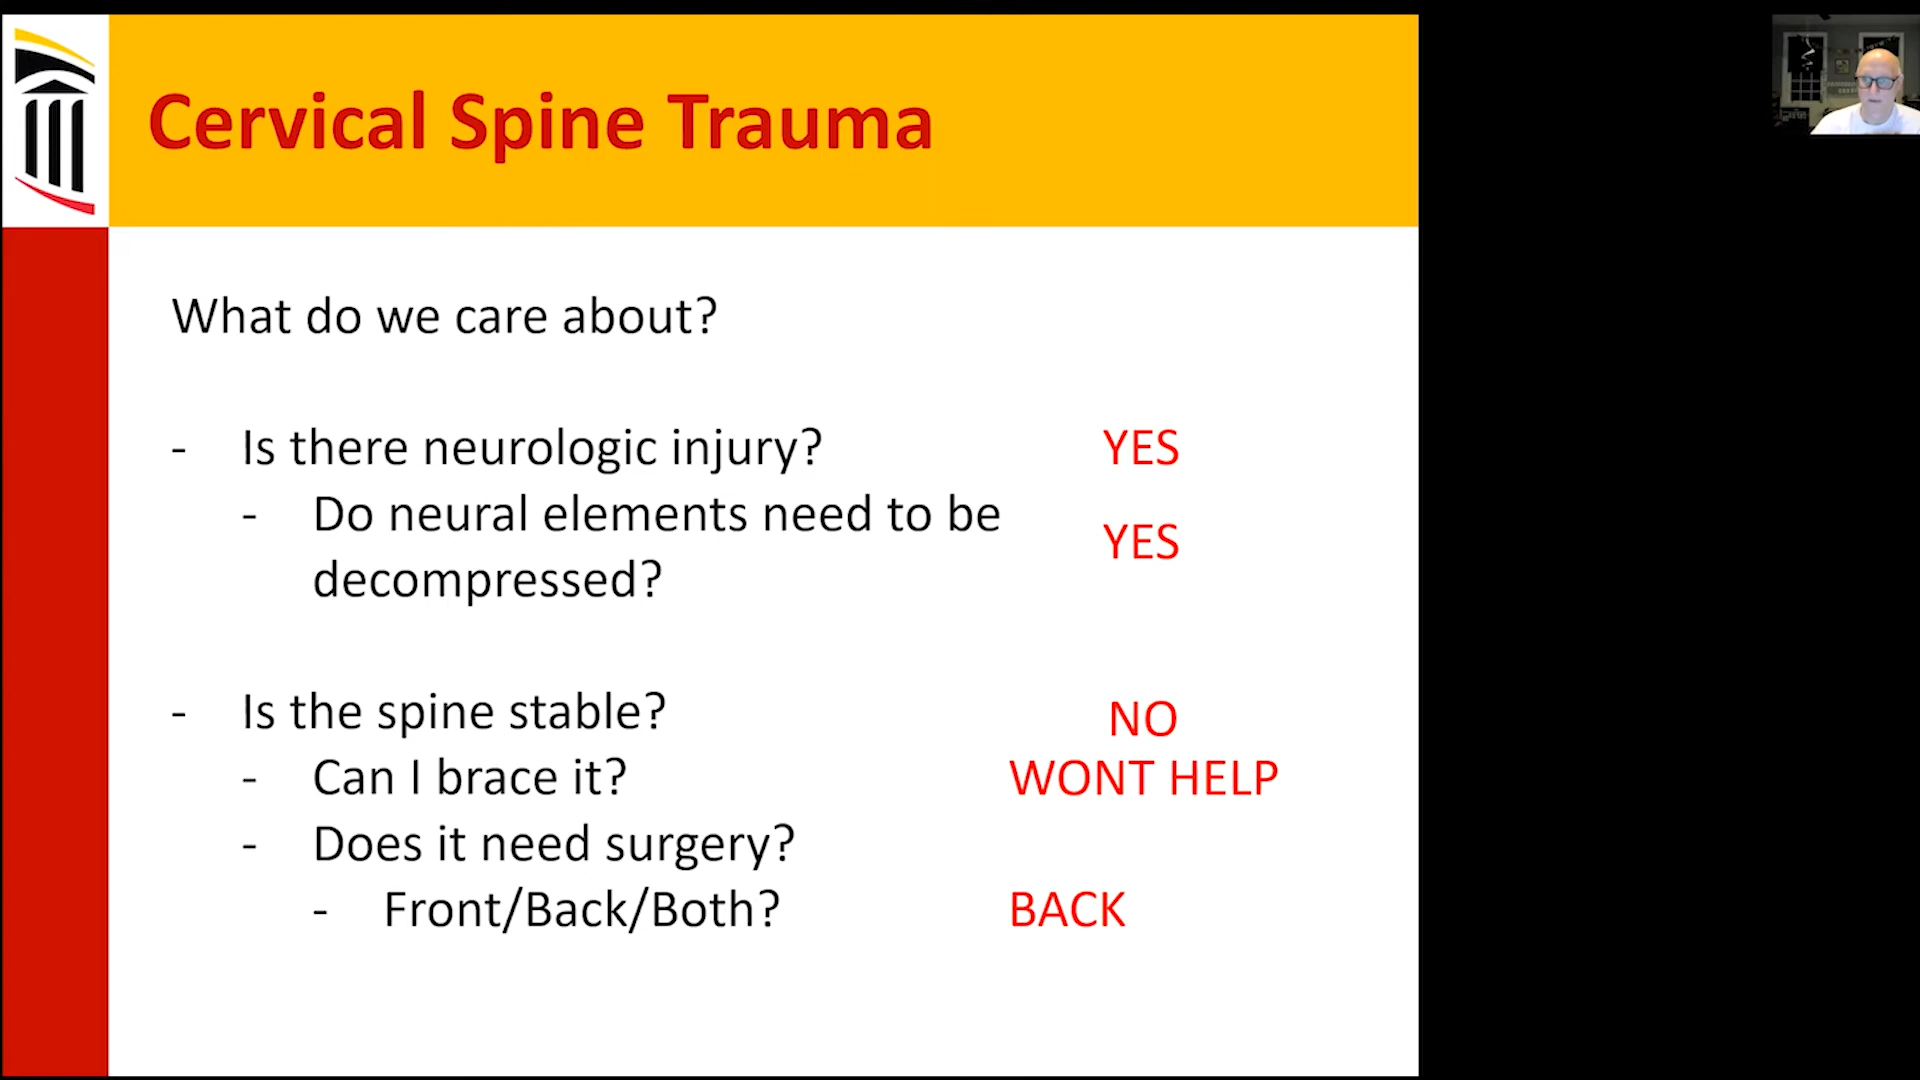 Cervical Spine Trauma
What do we care about?
- Is there neurologic injury? YES
- Do neural elements need to be
decompressed? YES
- Is the spine stable? NO
- Can I brace it? WONT HELP
- Does it need surgery?
- Front/Back/Both? BACK